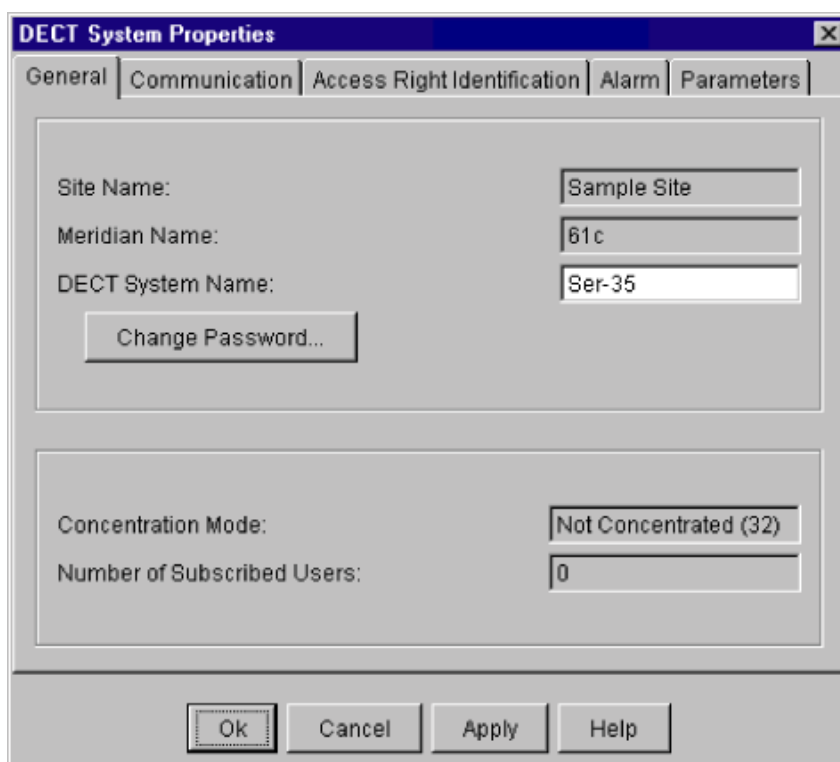 DECT System Properties
General Communication Access Right Identification Alarm Parameters
Site Name: Sample Site
Meridian Name: 61c
DECT System Name: Ser-35
Change Password...
Concentration Mode: Not Concentrated (32)
Number of Subscribed Users: 0
Ok Cancel Apply Help